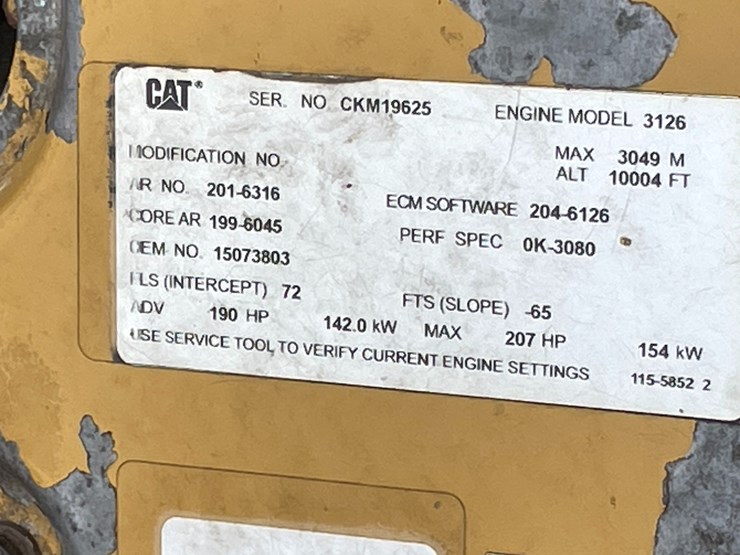 CAT® SER. NO CKM19625 ENGINE MODEL 3126
MODIFICATION NO. MAX 3049 M
ALT 10004 FT
AR NO. 201-6316 ECM SOFTWARE 204-6126
CORE AR 199-6045 PERF SPEC 0K-3080
OEM NO. 15073803
FLS (INTERCEPT) 72 FTS (SLOPE) -65
ADV 190 HP 142.0 kW MAX 207 HP 154 kW
USE SERVICE TOOL TO VERIFY CURRENT ENGINE SETTINGS 115-5852 2